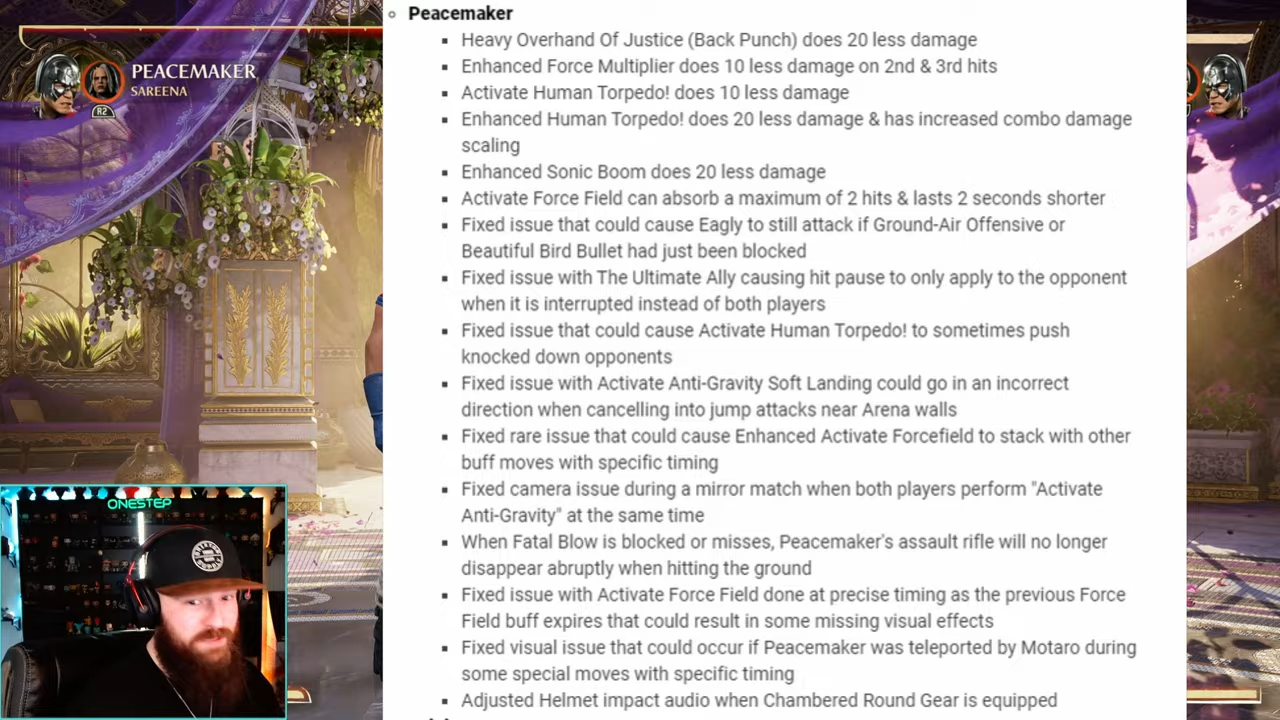 Peacemaker
Heavy Overhand Of Justice (Back Punch) does 20 less damage
Enhanced Force Multiplier does 10 less damage on 2nd & 3rd hits
Activate Human Torpedo! does 10 less damage
Enhanced Human Torpedo! does 20 less damage & has increased combo damage
scaling
Enhanced Sonic Boom does 20 less damage
Activate Force Field can absorb a maximum of 2 hits & lasts 2 seconds shorter
Fixed issue that could cause Eagly to still attack if Ground-Air Offensive or
Beautiful Bird Bullet had just been blocked
Fixed issue with The Ultimate Ally causing hit pause to only apply to the opponent
when it is interrupted instead of both players
Fixed issue that could cause Activate Human Torpedo! to sometimes push
knocked down opponents
Fixed issue with Activate Anti-Gravity Soft Landing could go in an incorrect
direction when cancelling into jump attacks near Arena walls
Fixed rare issue that could cause Enhanced Activate Forcefield to stack with other
buff moves with specific timing
Fixed camera issue during a mirror match when both players perform "Activate
Anti-Gravity" at the same time
When Fatal Blow is blocked or misses, Peacemaker's assault rifle will no longer
disappear abruptly when hitting the ground
Fixed issue with Activate Force Field done at precise timing as the previous Force
Field buff expires that could result in some missing visual effects
Fixed visual issue that could occur if Peacemaker was teleported by Motaro during
some special moves with specific timing
Adjusted Helmet impact audio when Chambered Round Gear is equipped
PEACEMAKER
SAREENA
R2
ONESTEP